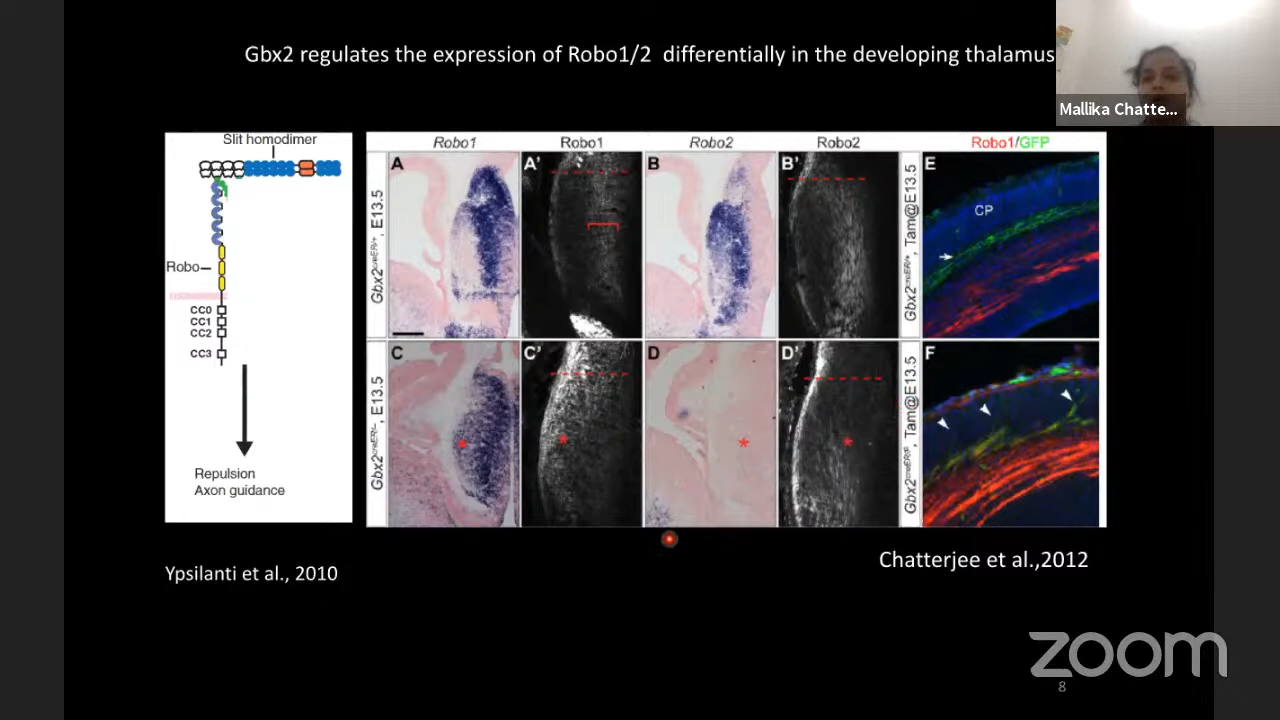 Gbx2 regulates the expression of Robo1/2 differentially in the developing thalamus
Mallika Chatte...
Slit homodimer
Robo
CC0
CC1
CC2
CC3
Repulsion
Axon guidance
Robo1
Robo1
Robo2
Robo2
Robo1/GFP
Gbx2creER/+, E13.5
A
A'
B
B'
Gbx2creER/+, Tam@E13.5
E
CP
Gbx2creER/-, E13.5
C
C'
D
D'
Gbx2creER/F, Tam@E13.5
F
Ypsilanti et al., 2010
Chatterjee et al.,2012
zoom
8